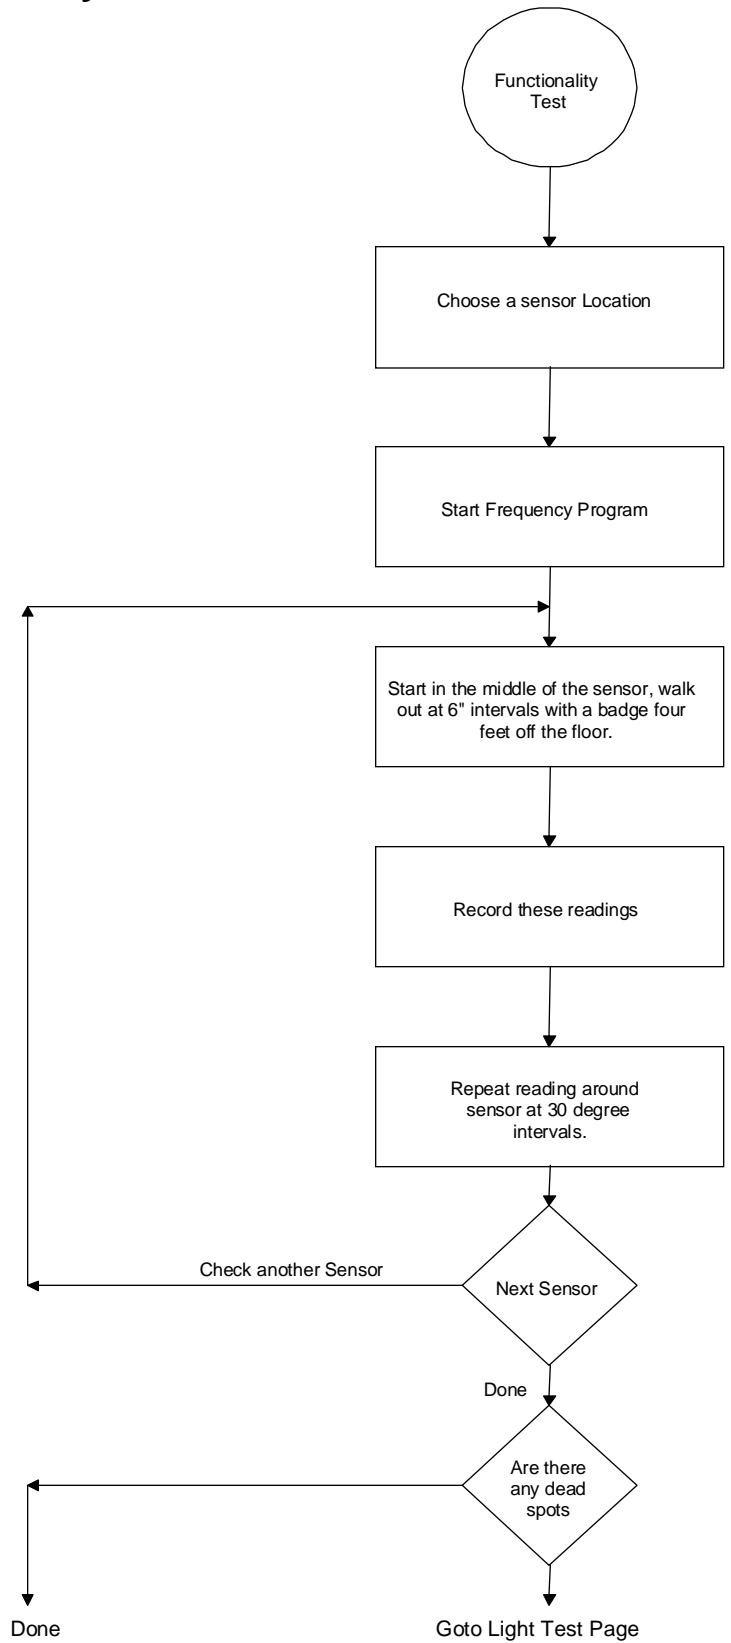 Functionality
Test
Choose a sensor Location
Start Frequency Program
Start in the middle of the sensor, walk
out at 6" intervals with a badge four
feet off the floor.
Record these readings
Repeat reading around
sensor at 30 degree
intervals.
Check another Sensor
Next Sensor
Done
Are there
any dead
spots
Done
Goto Light Test Page